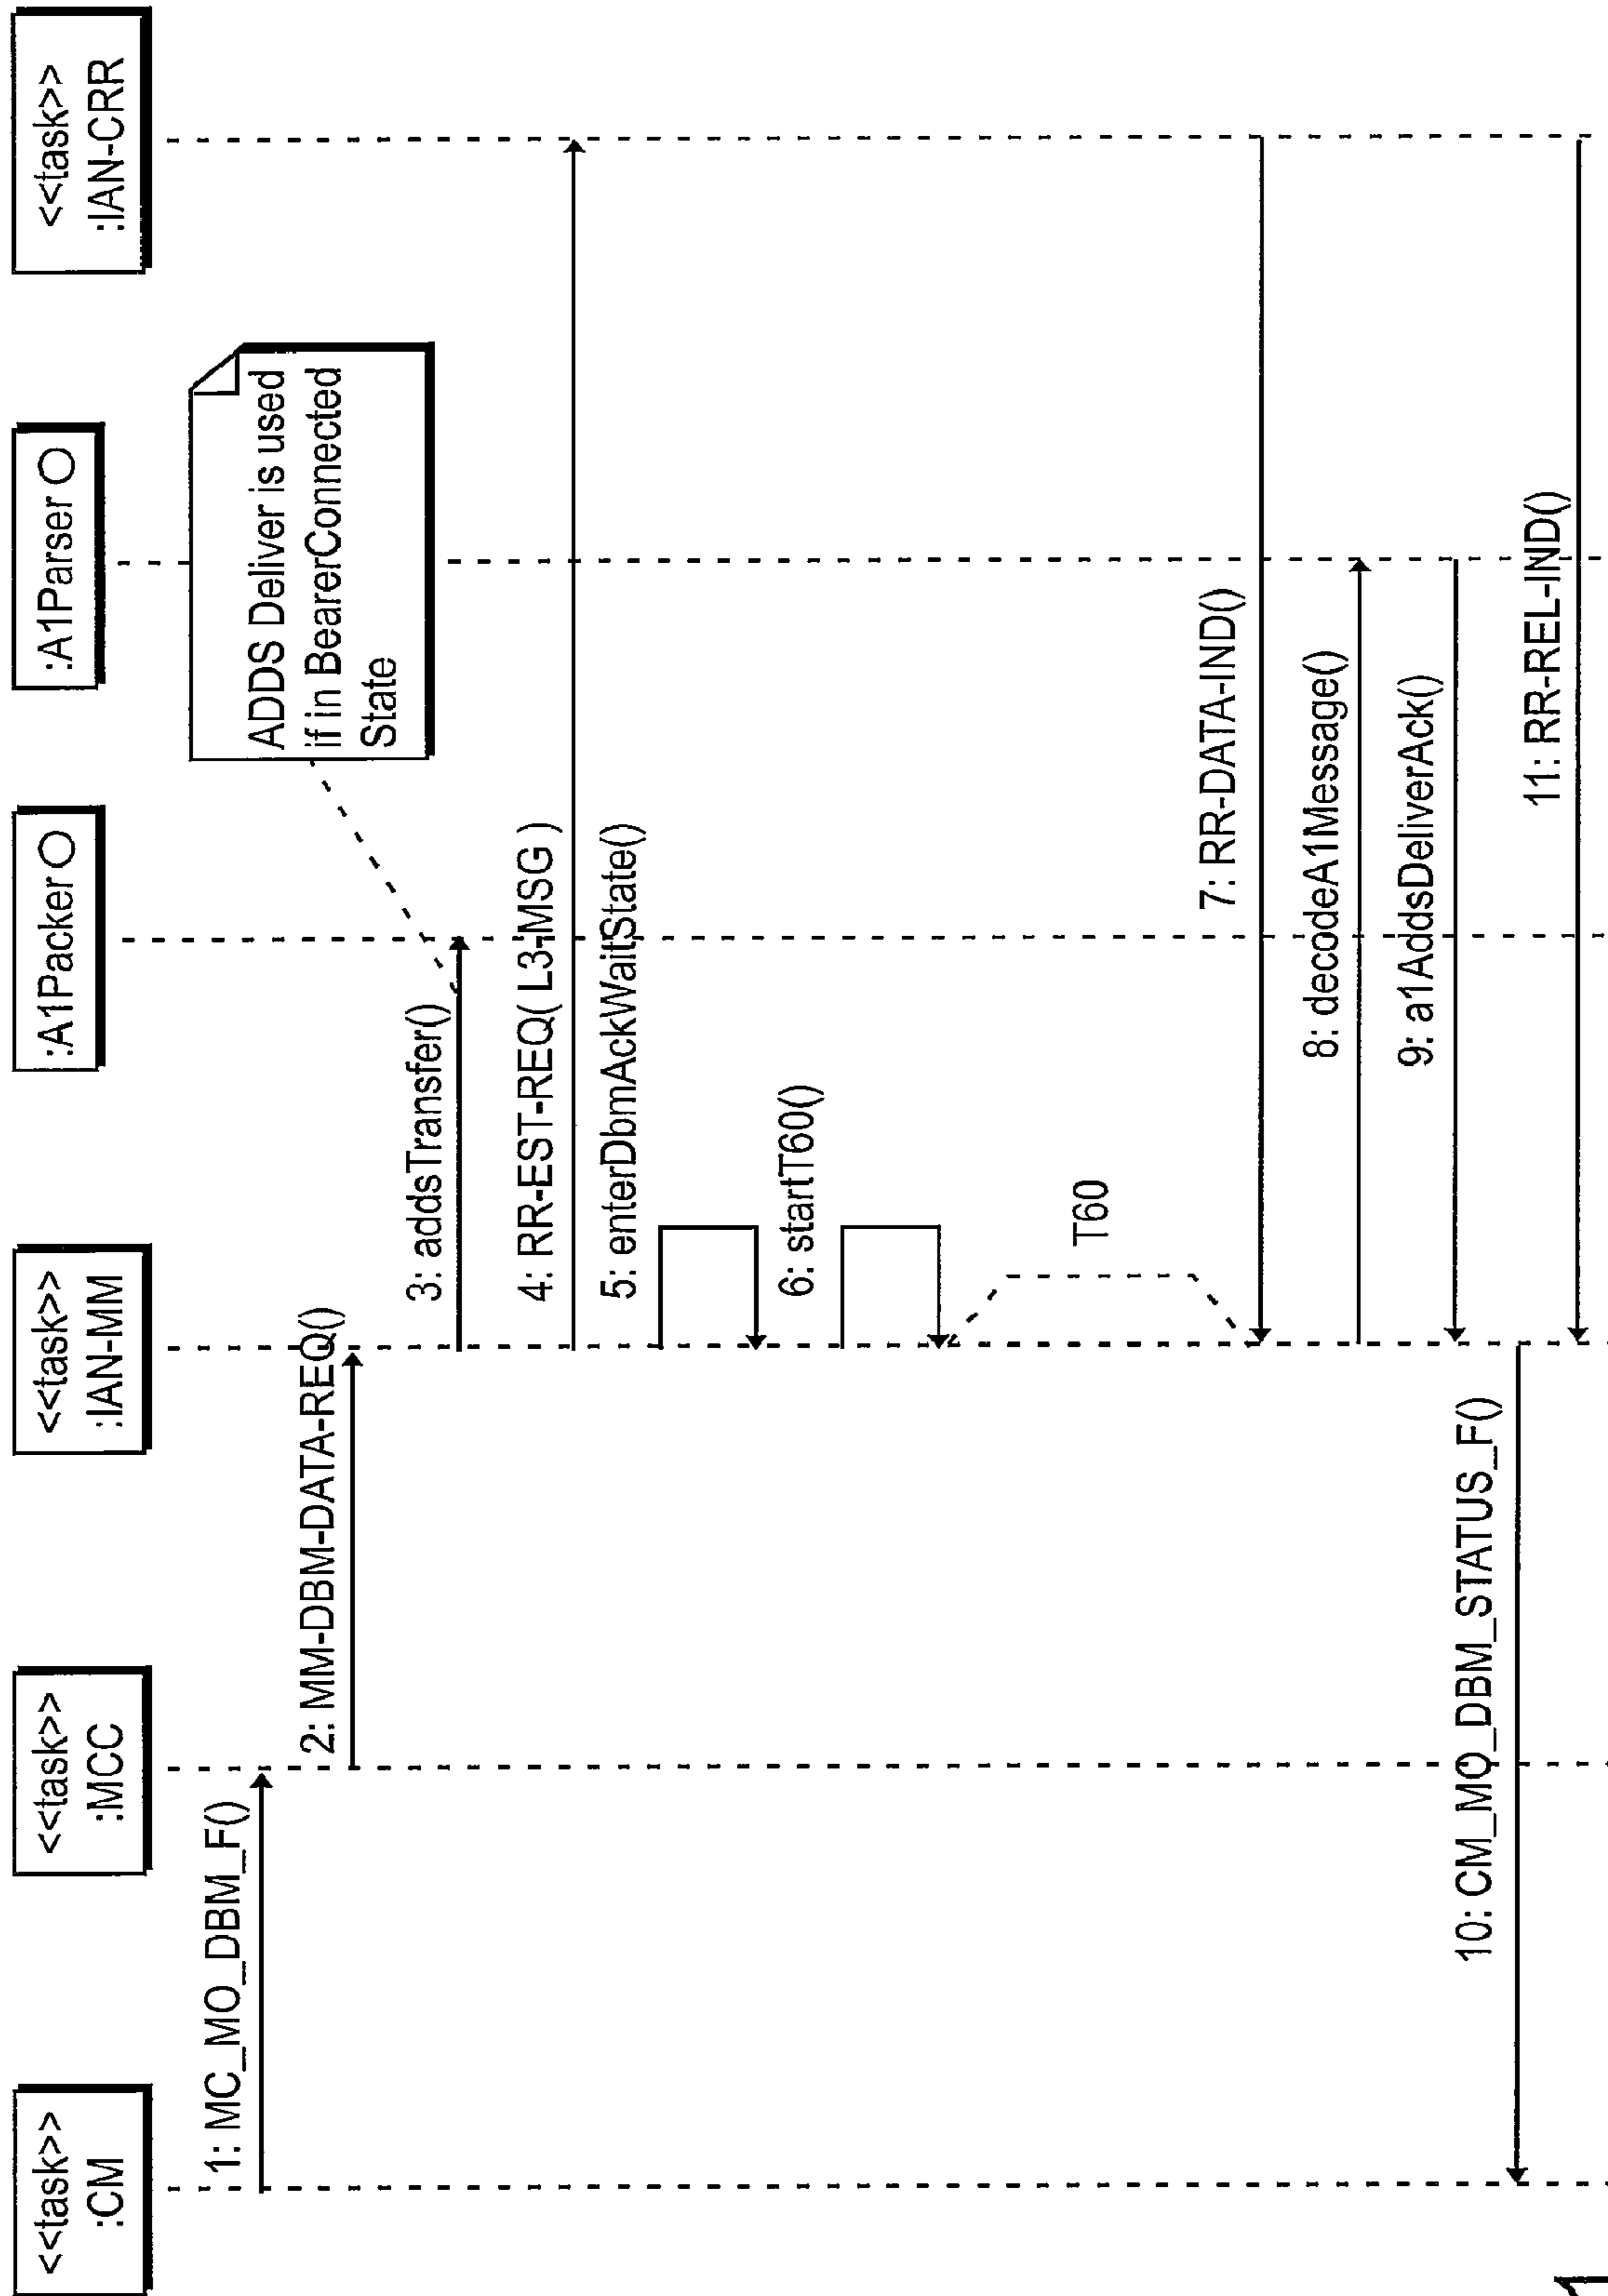 <<task>>
:CM
<<task>>
:MCC
<<task>>
:IAN-MM
:A1Packer
:A1Parser
<<task>>
:IAN-CRR
1: MC_MO_DBM_F()
2: MM-DBM-DATA-REQ()
ADDS Deliver is used
if in BearerConnected
State
3: addsTransfer()
4: RR-EST-REQ( L3-MSG )
5: enterDbmAckWaitState()
6: startT60()
T60
7: RR-DATA-IND()
8: decodeA1Message()
9: a1AddsDeliverAck()
10: CM_MO_DBM_STATUS_F()
11: RR-REL-IND()